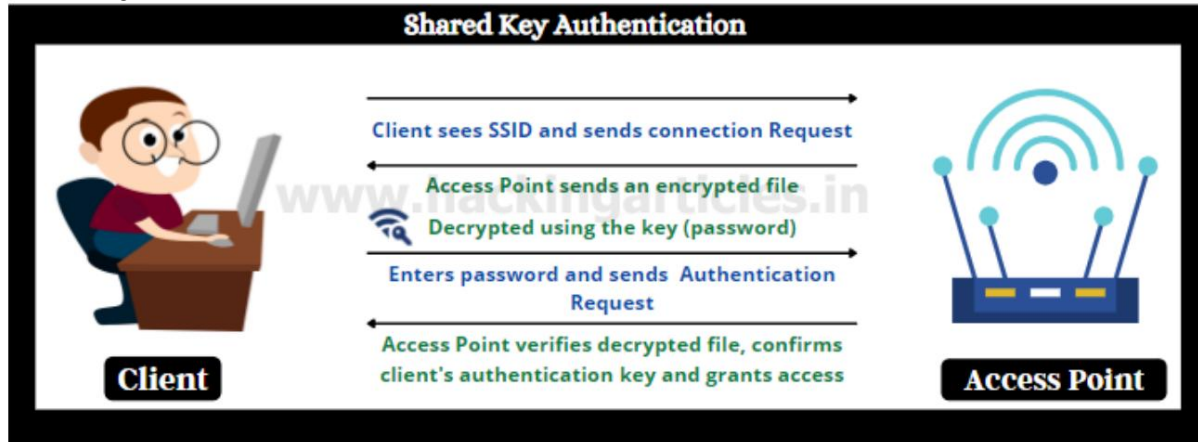 Shared Key Authentication
Client sees SSID and sends connection Request
Access Point sends an encrypted file
www.hackingarticles.in
Decrypted using the key (password)
Enters password and sends Authentication
Request
Access Point verifies decrypted file, confirms
client's authentication key and grants access
Client
Access Point